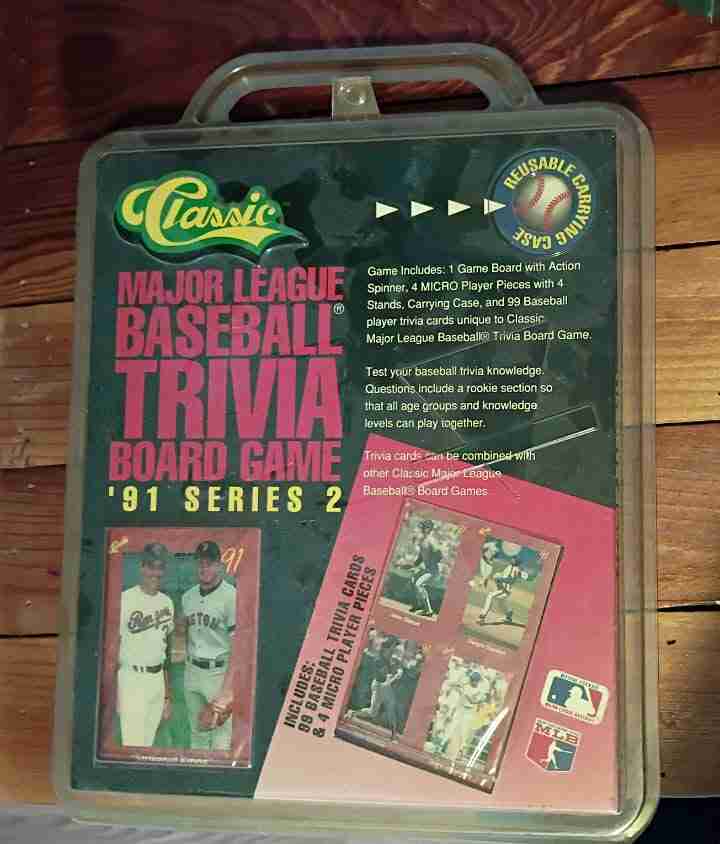 Classic™
REUSABLE CARRYING CASE
MAJOR LEAGUE
BASEBALL®
TRIVIA
BOARD GAME
'91 SERIES 2
Game Includes: 1 Game Board with Action
Spinner, 4 MICRO Player Pieces with 4
Stands, Carrying Case, and 99 Baseball
player trivia cards unique to Classic
Major League Baseball® Trivia Board Game.
Test your baseball trivia knowledge.
Questions include a rookie section so
that all age groups and knowledge
levels can play together.
Trivia cards can be combined with
other Classic Major League
Baseball® Board Games
INCLUDES:
99 BASEBALL TRIVIA CARDS
& 4 MICRO PLAYER PIECES
'91
Rangers
MLB